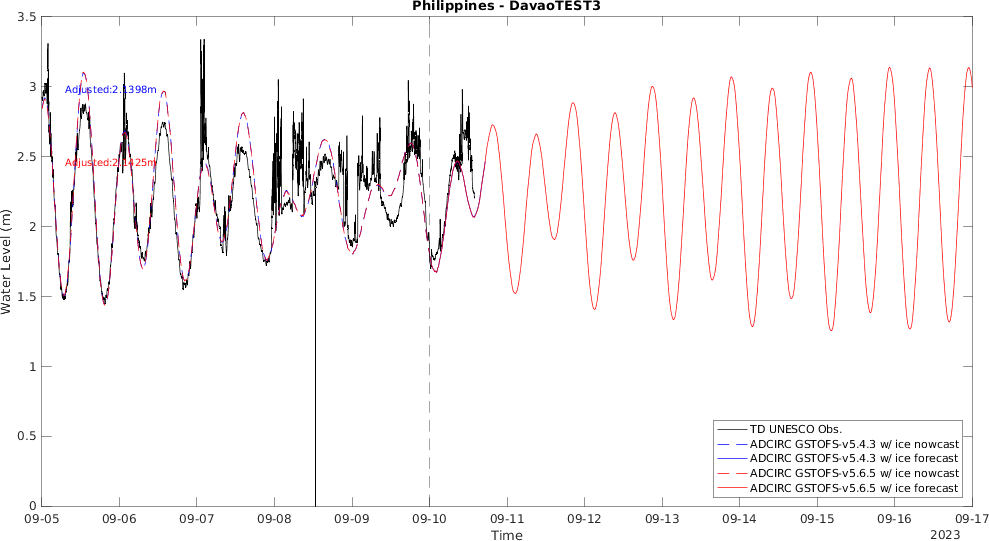 Philippines - DavaoTEST3
3.5
3
2.5
2
1.5
1
0.5
0
Water Level (m)
Adjusted:2.1398m
Adjusted:2.1425m
TD UNESCO Obs.
ADCIRC GSTOFS-v5.4.3 w/ ice nowcast
ADCIRC GSTOFS-v5.4.3 w/ ice forecast
ADCIRC GSTOFS-v5.6.5 w/ ice nowcast
ADCIRC GSTOFS-v5.6.5 w/ ice forecast
09-05 09-06 09-07 09-08 09-09 09-10 09-11 09-12 09-13 09-14 09-15 09-16 09-17
Time
2023